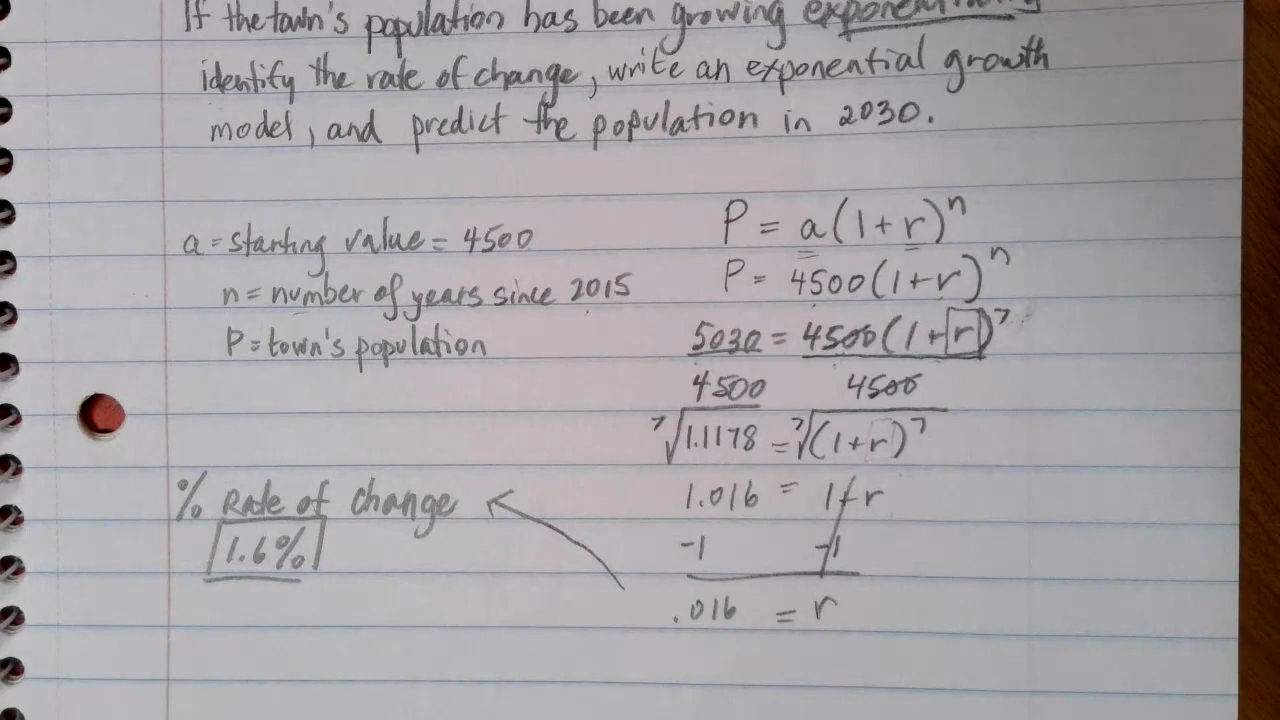 If the town's population has been growing exponentially
identify the rate of change, write an exponential growth
model, and predict the population in 2030.
a = starting value = 4500
n = number of years since 2015
P = town's population
% Rate of change
1.6%
P = a(1+r)^n
P = 4500(1+r)^n
5030 = 4500(1+r)^7
4500 4500
7√1.1178 = 7√(1+r)^7
1.016 = 1+r
-1 -1
.016 = r